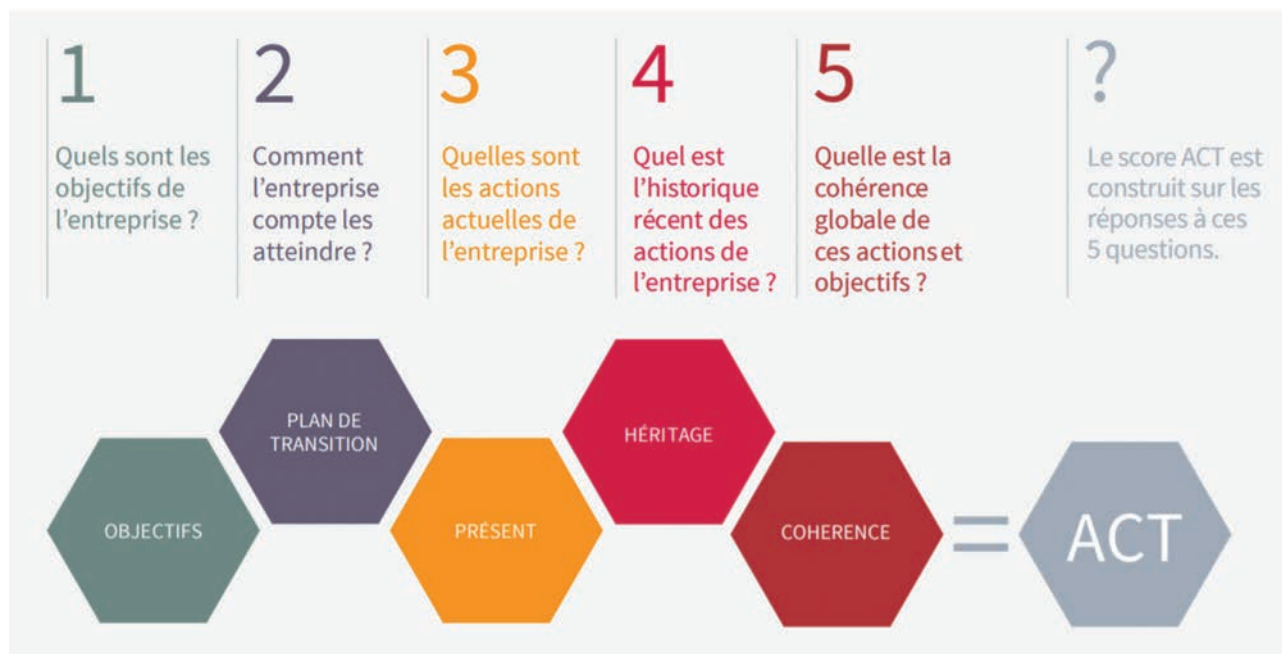 1
Quels sont les
objectifs de
l’entreprise ?
2
Comment
l’entreprise
compte les
atteindre ?
3
Quelles sont
les actions
actuelles de
l’entreprise ?
4
Quel est
l’historique
récent des
actions de
l’entreprise ?
5
Quelle est la
cohérence
globale de
ces actions et
objectifs ?
?
Le score ACT est
construit sur les
réponses à ces
5 questions.
OBJECTIFS
PLAN DE
TRANSITION
PRÉSENT
HÉRITAGE
COHERENCE
=
ACT